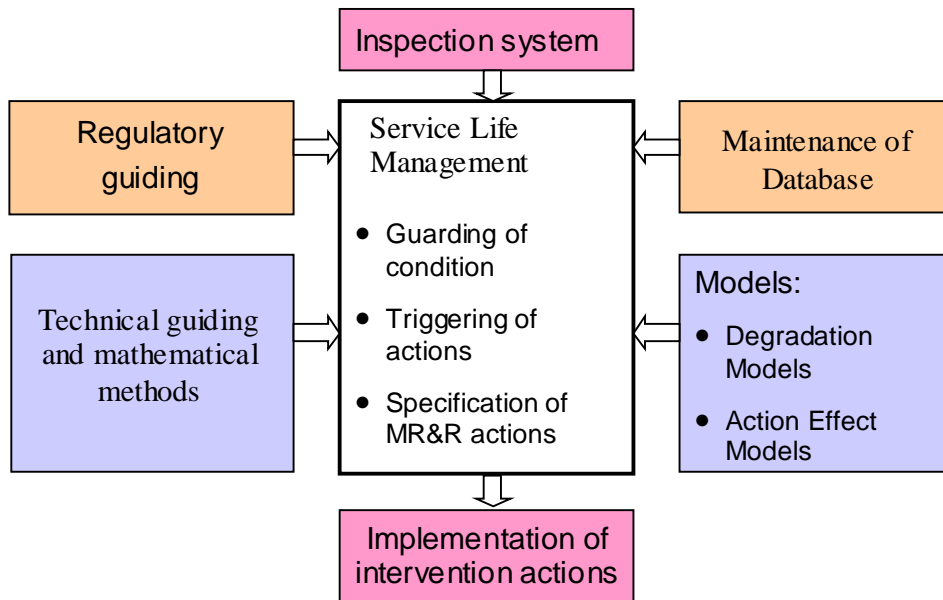 Inspection system
Regulatory
guiding
Service Life
Management
• Guarding of
condition
• Triggering of
actions
• Specification of
MR&R actions
Maintenance of
Database
Technical guiding
and mathematical
methods
Models:
• Degradation
Models
• Action Effect
Models
Implementation of
intervention actions